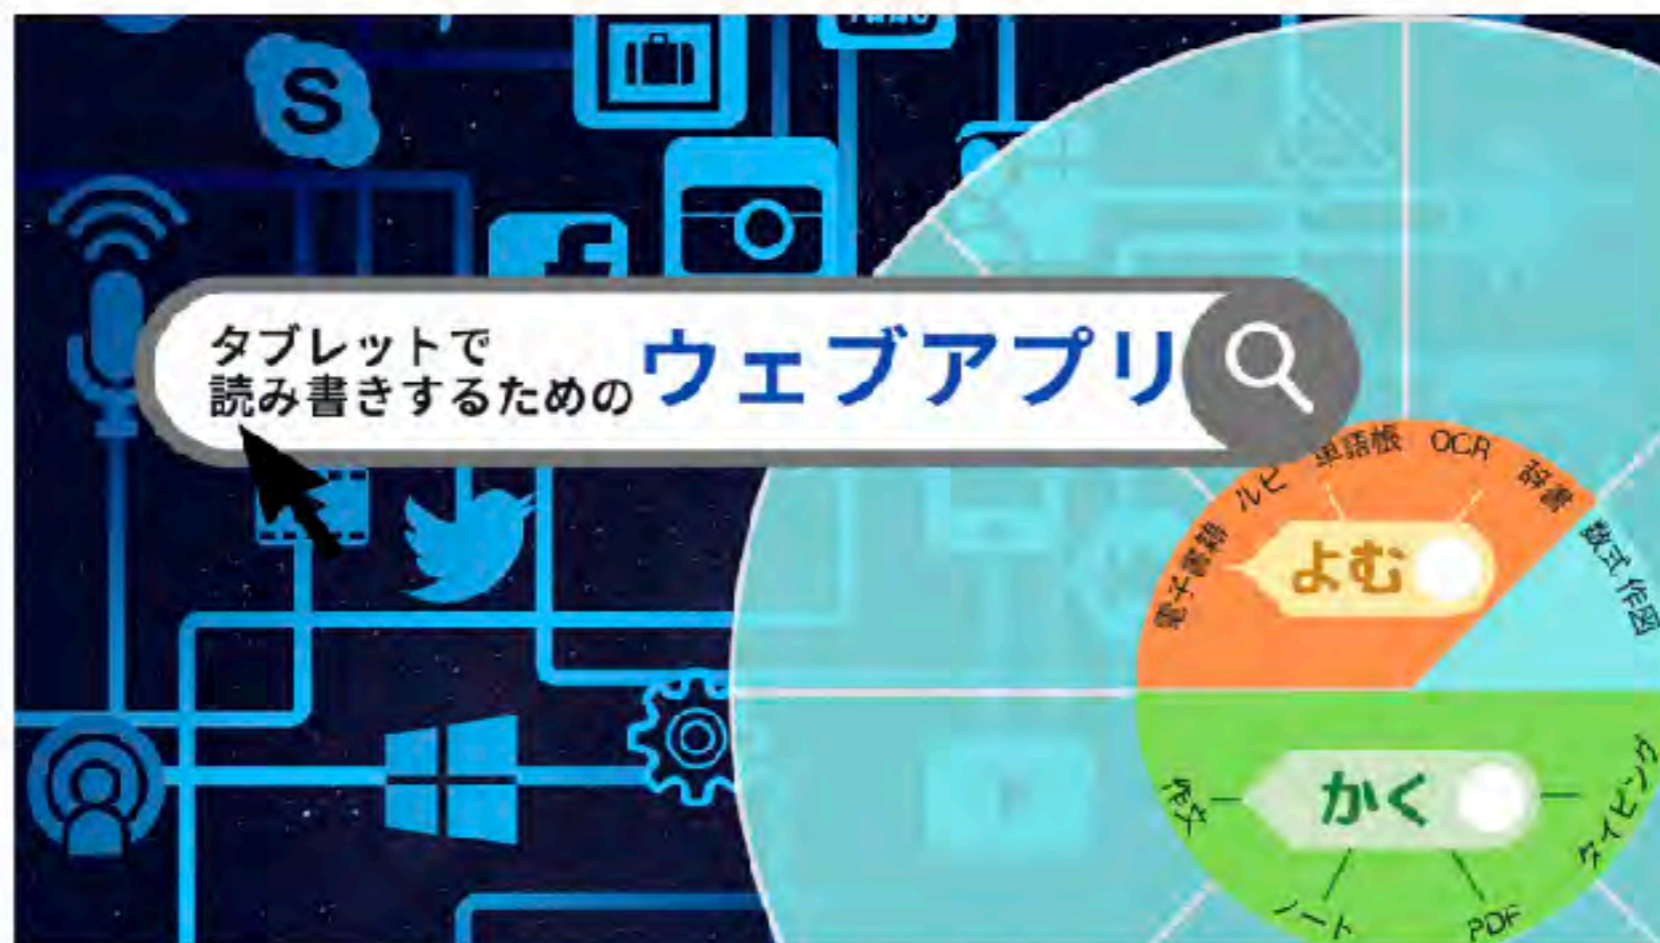 タブレットで
読み書きするための
ウェブアプリ
電子書籍
ルビ
単語帳
OCR
辞書
数式 作図
よむ
かく
作文
ノート
PDF
タイピング